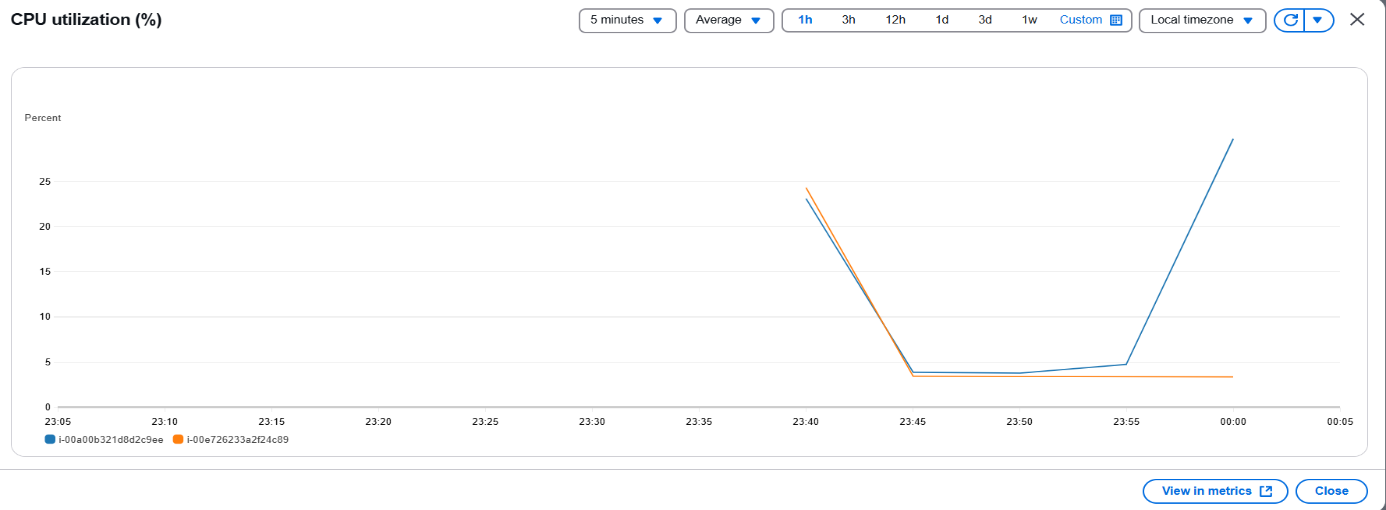 CPU utilization (%)
5 minutes Average 1h 3h 12h 1d 3d 1w Custom Local timezone
Percent
25
20
15
10
5
0
23:05 23:10 23:15 23:20 23:25 23:30 23:35 23:40 23:45 23:50 23:55 00:00 00:05
i-00a00b321d8d2c9ee i-00e726233a2f24c89
View in metrics Close